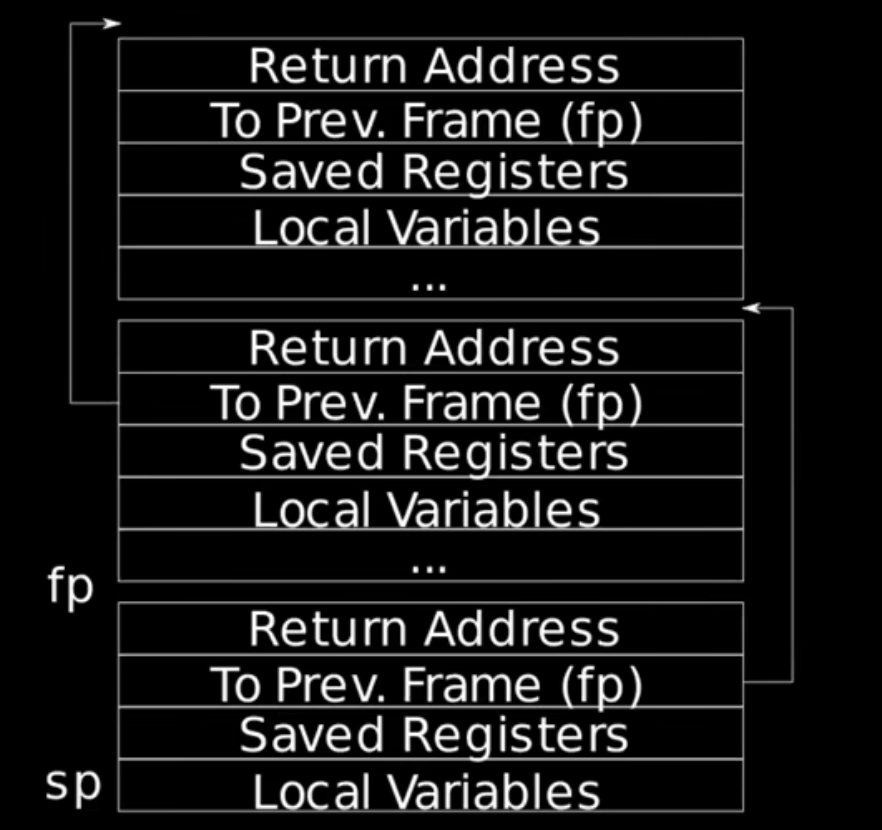 Return Address
To Prev. Frame (fp)
Saved Registers
Local Variables
...
Return Address
To Prev. Frame (fp)
Saved Registers
Local Variables
...
fp
Return Address
To Prev. Frame (fp)
Saved Registers
sp
Local Variables